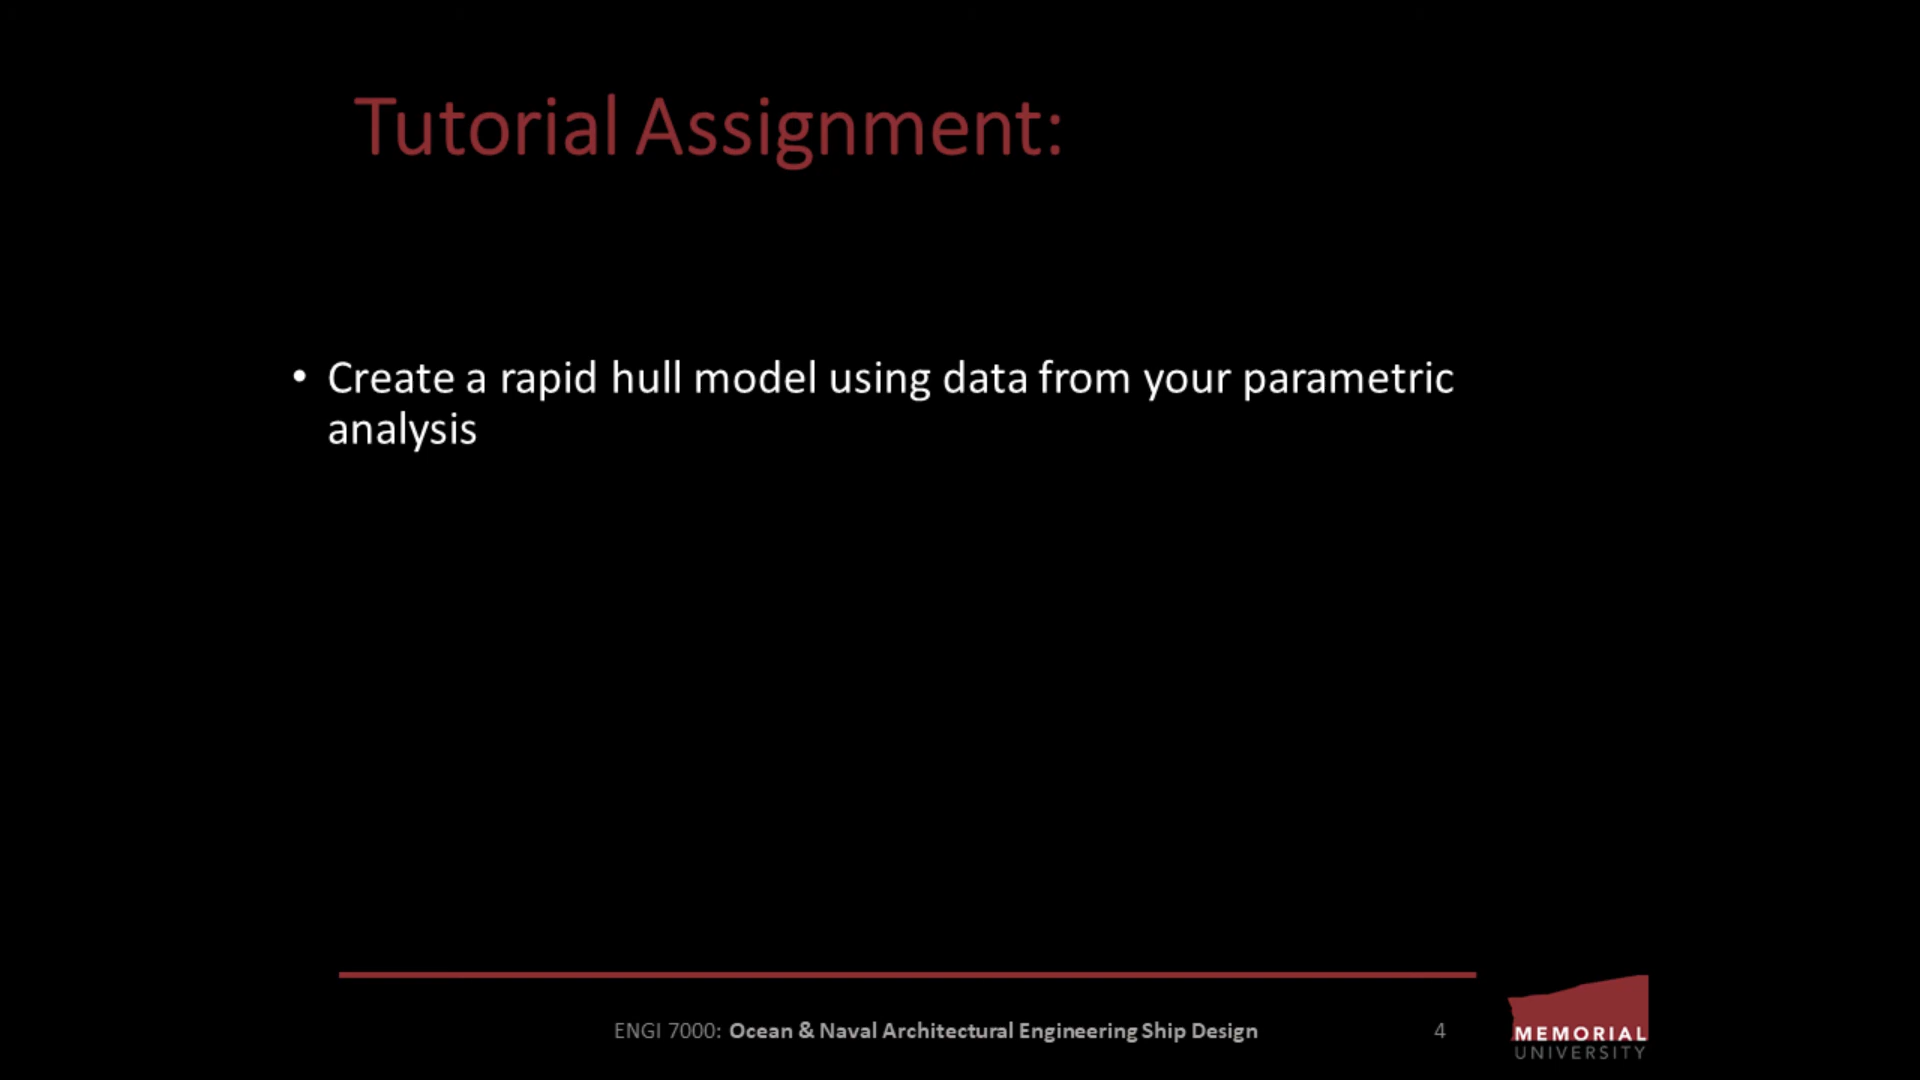 Tutorial Assignment:
• Create a rapid hull model using data from your parametric
analysis
ENGI 7000: Ocean & Naval Architectural Engineering Ship Design
4
MEMORIAL
UNIVERSITY